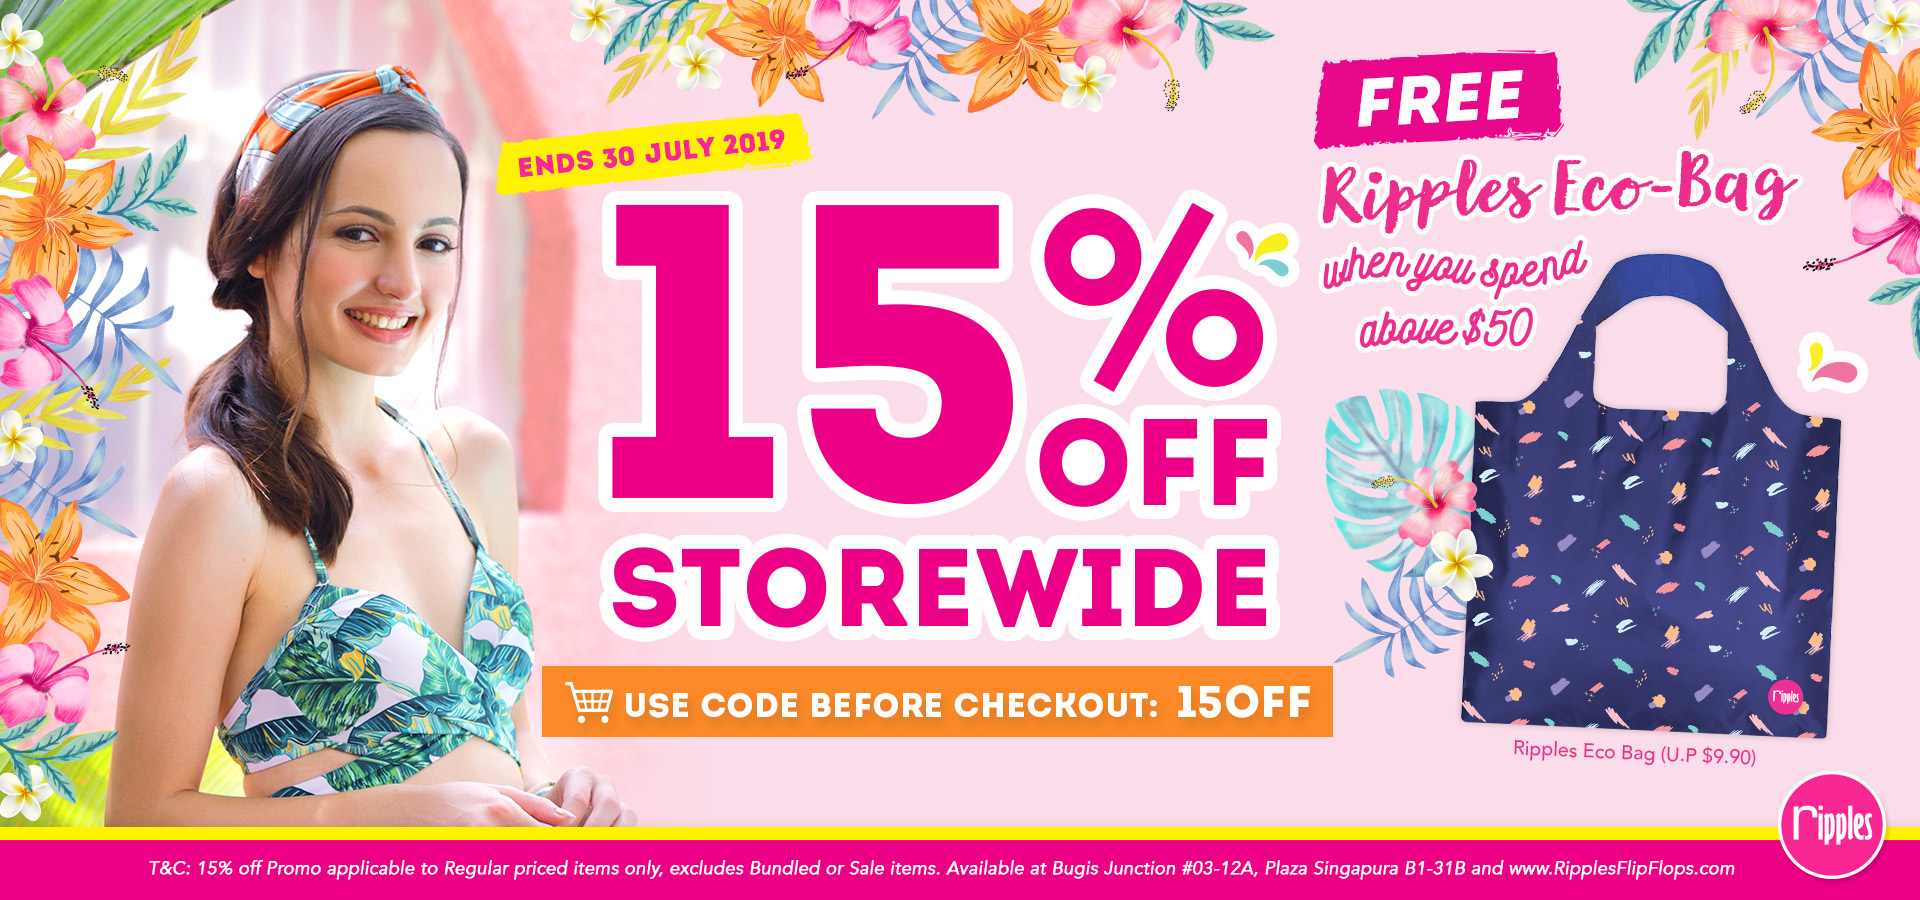 ENDS 30 JULY 2019
15%
OFF
STOREWIDE
USE CODE BEFORE CHECKOUT: 15OFF
FREE
Ripples Eco-Bag
when you spend
above $50
ripples
Ripples Eco Bag (U.P $9.90)
ripples
T&C: 15% off Promo applicable to Regular priced items only, excludes Bundled or Sale items. Available at Bugis Junction #03-12A, Plaza Singapura B1-31B and www.RipplesFlipFlops.com